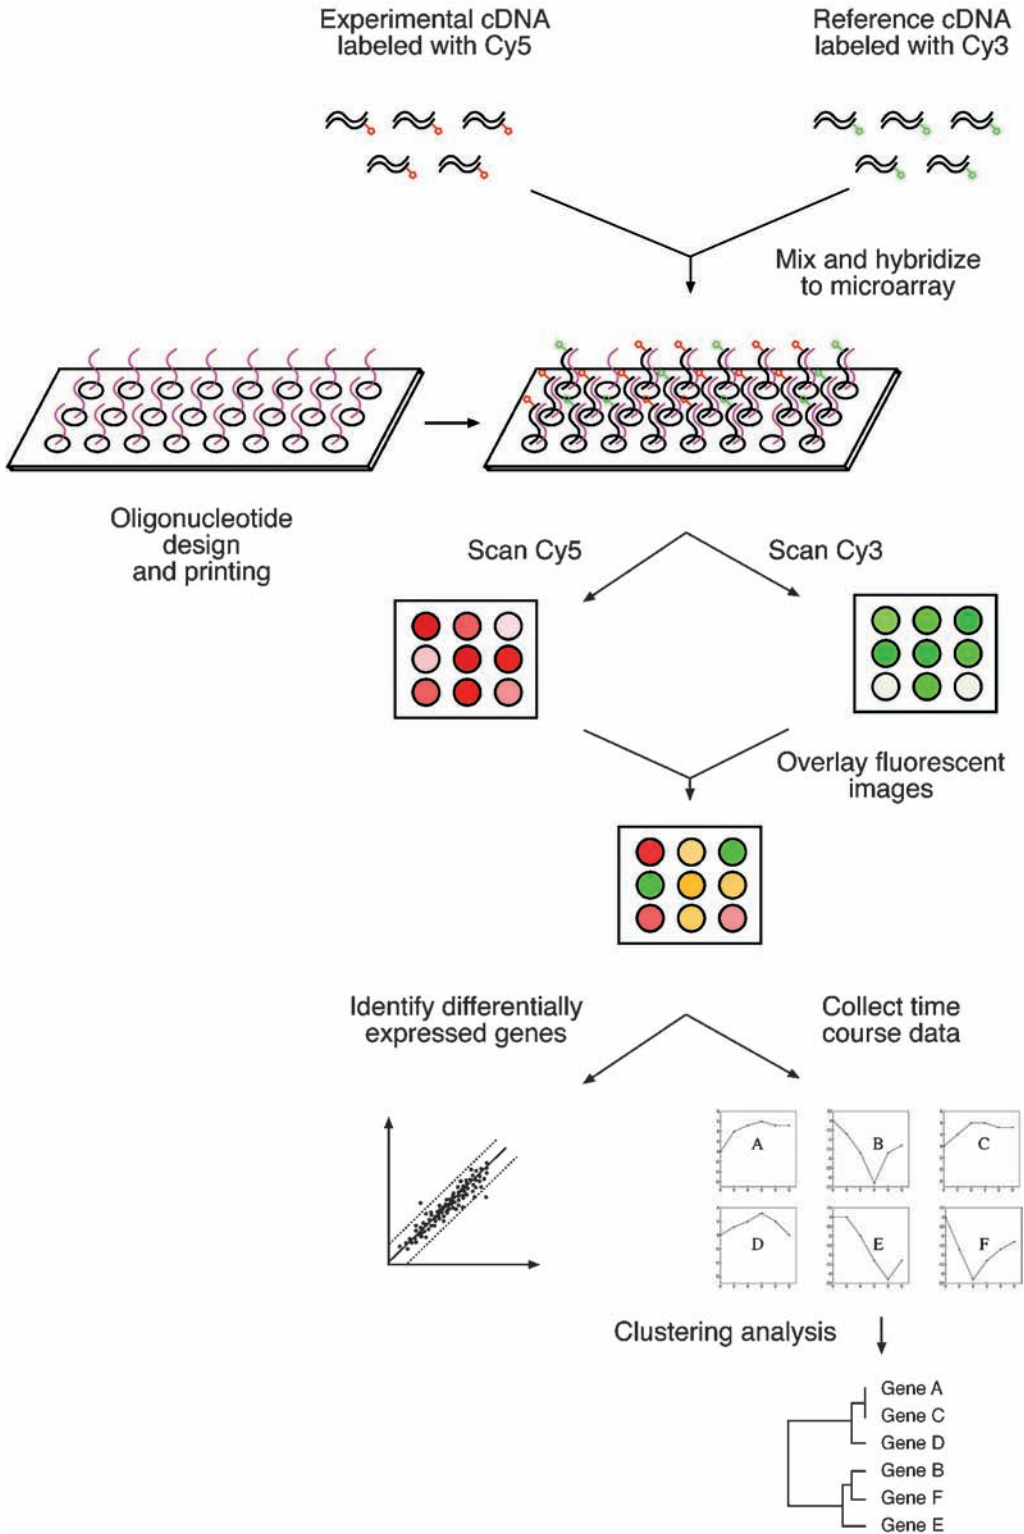 Experimental cDNA
labeled with Cy5
Reference cDNA
labeled with Cy3
Mix and hybridize
to microarray
Oligonucleotide
design
and printing
Scan Cy5
Scan Cy3
Overlay fluorescent
images
Identify differentially
expressed genes
Collect time
course data
A
B
C
D
E
F
Clustering analysis
Gene A
Gene C
Gene D
Gene B
Gene F
Gene E